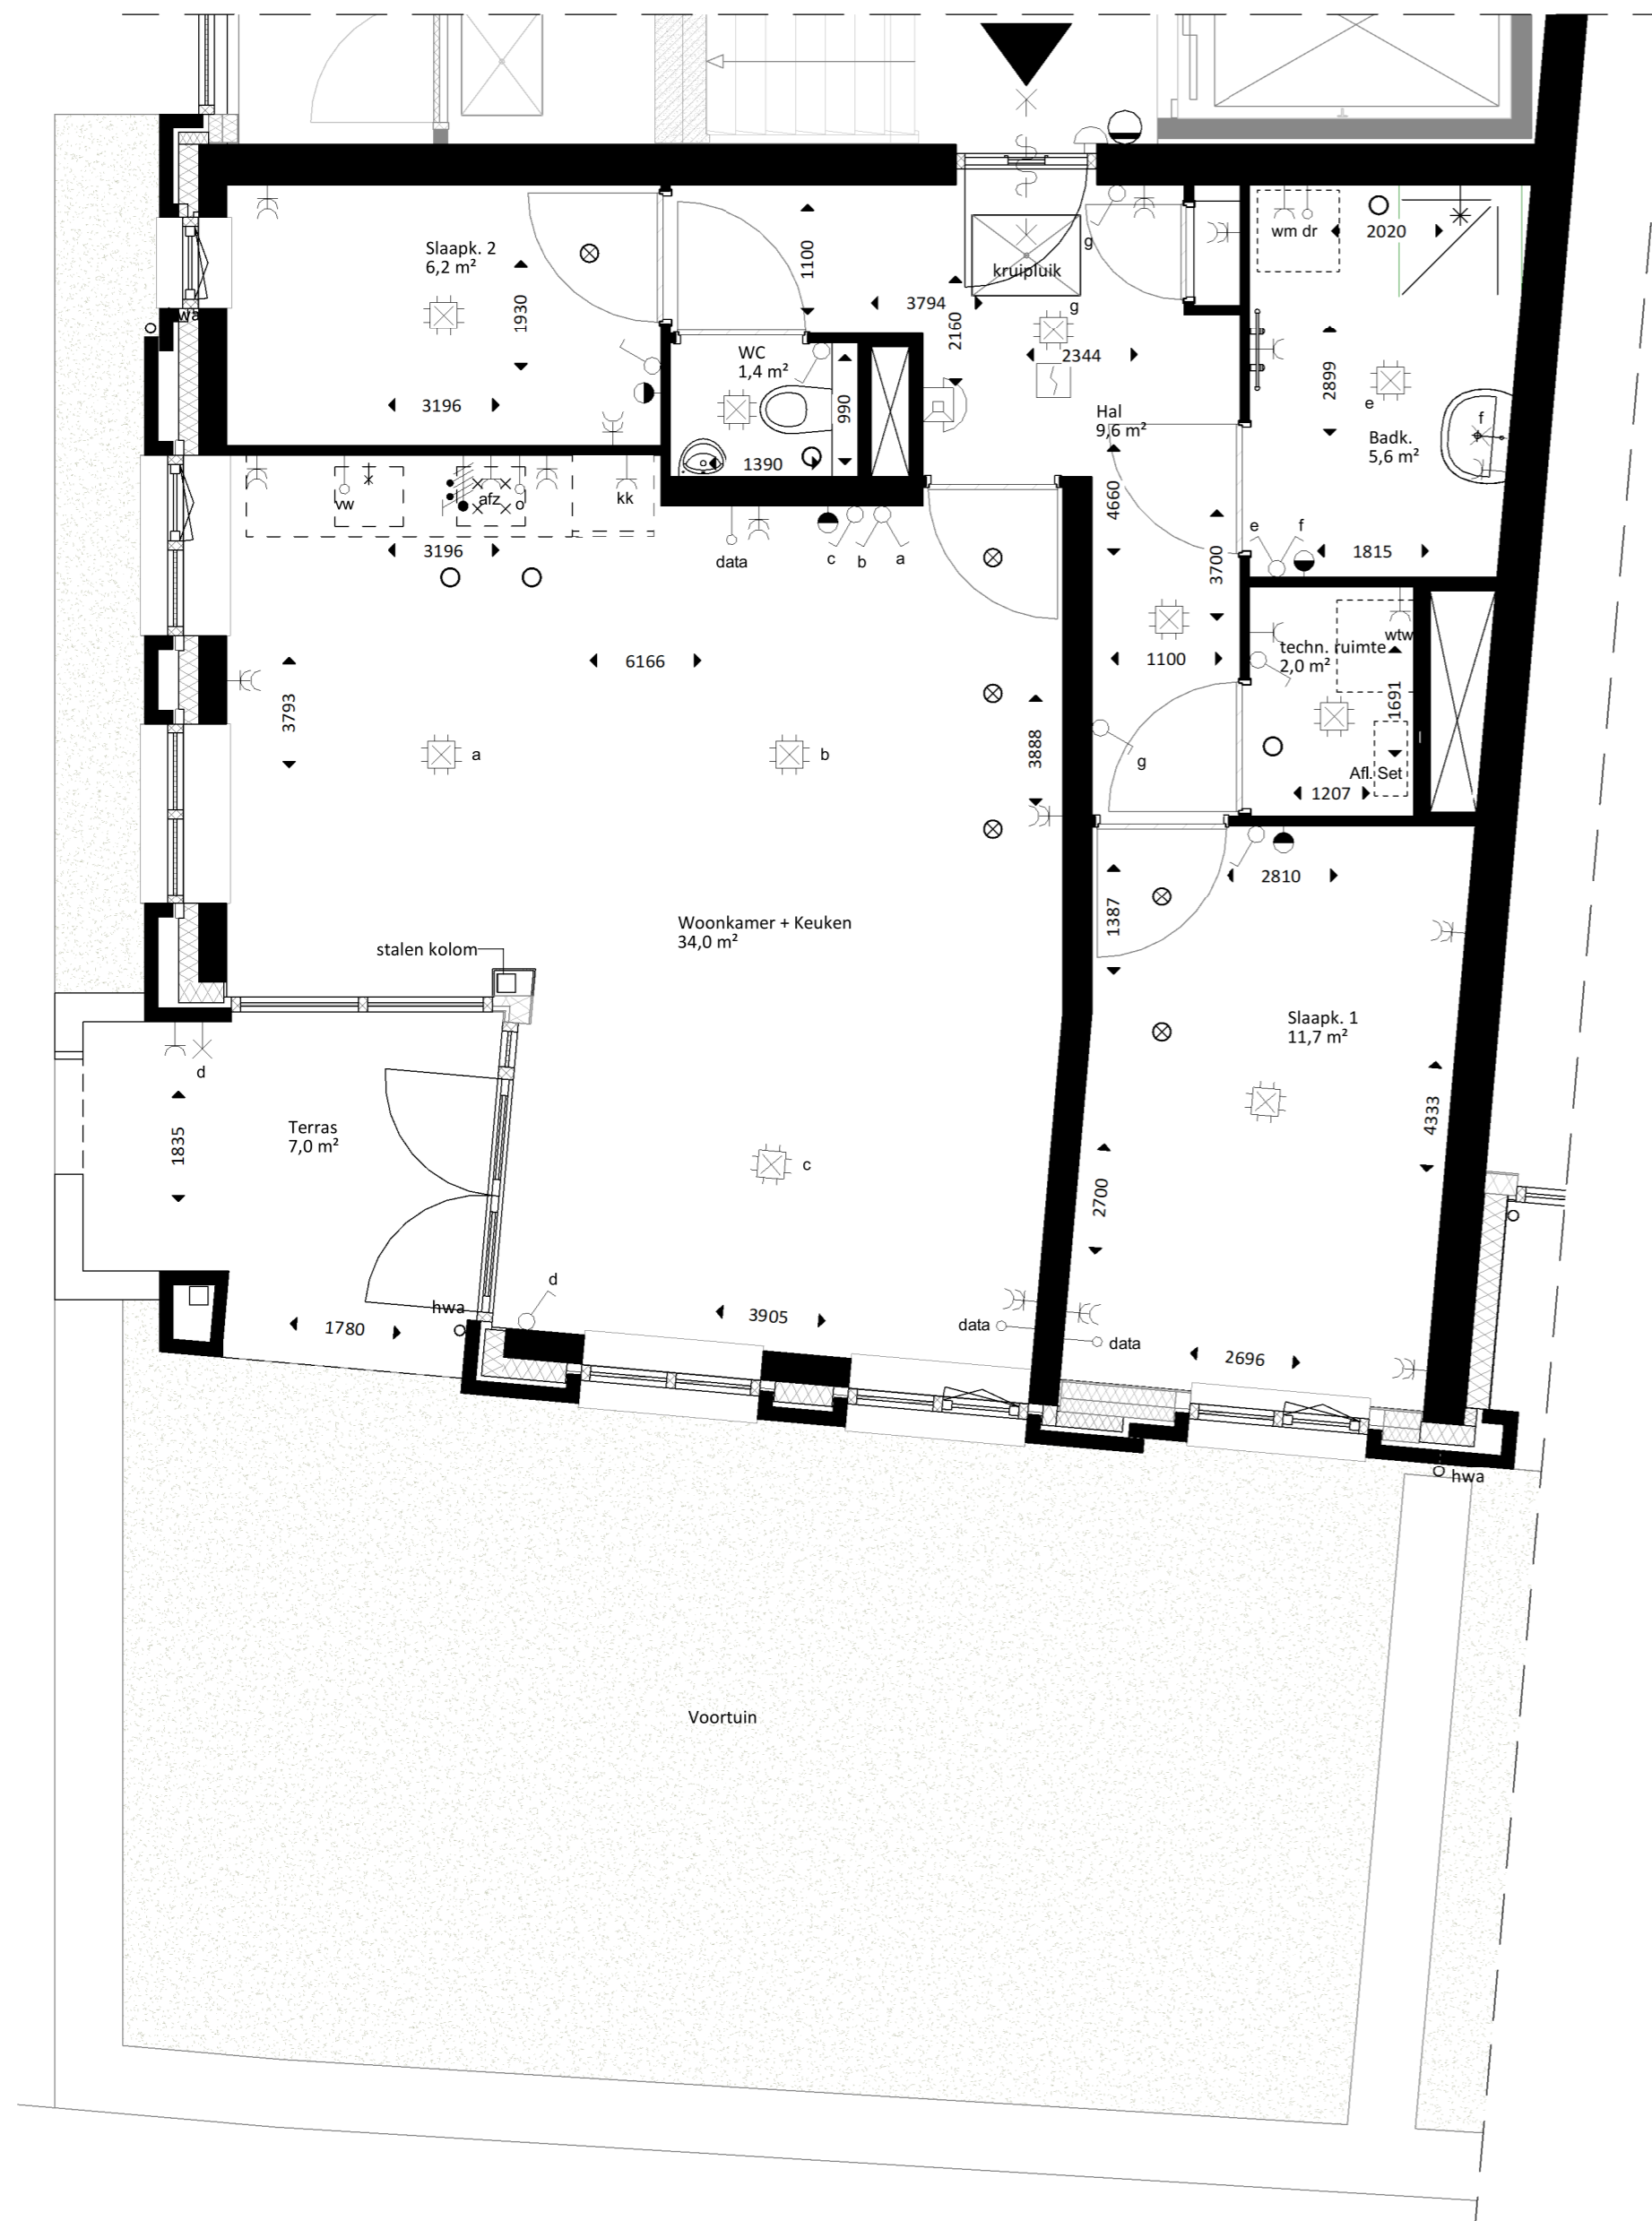 Slaapk. 2
6,2 m²
1930
3196
1100
3794
2160
kruipluik
g
g
2344
wm dr
2020
2899
e
Badk.
5,6 m²
f
WC
1,4 m²
990
1390
Hal
9,6 m²
4660
3700
1100
e
f
1815
vw
afz
o
kk
3196
data
c
b
a
6166
3793
a
b
3888
g
techn. ruimte
2,0 m²
wtw
1691
Afl. Set
1207
2810
1387
Woonkamer + Keuken
34,0 m²
stalen kolom
Slaapk. 1
11,7 m²
4333
2700
d
1835
Terras
7,0 m²
c
d
hwa
1780
3905
data
data
2696
hwa
Voortuin